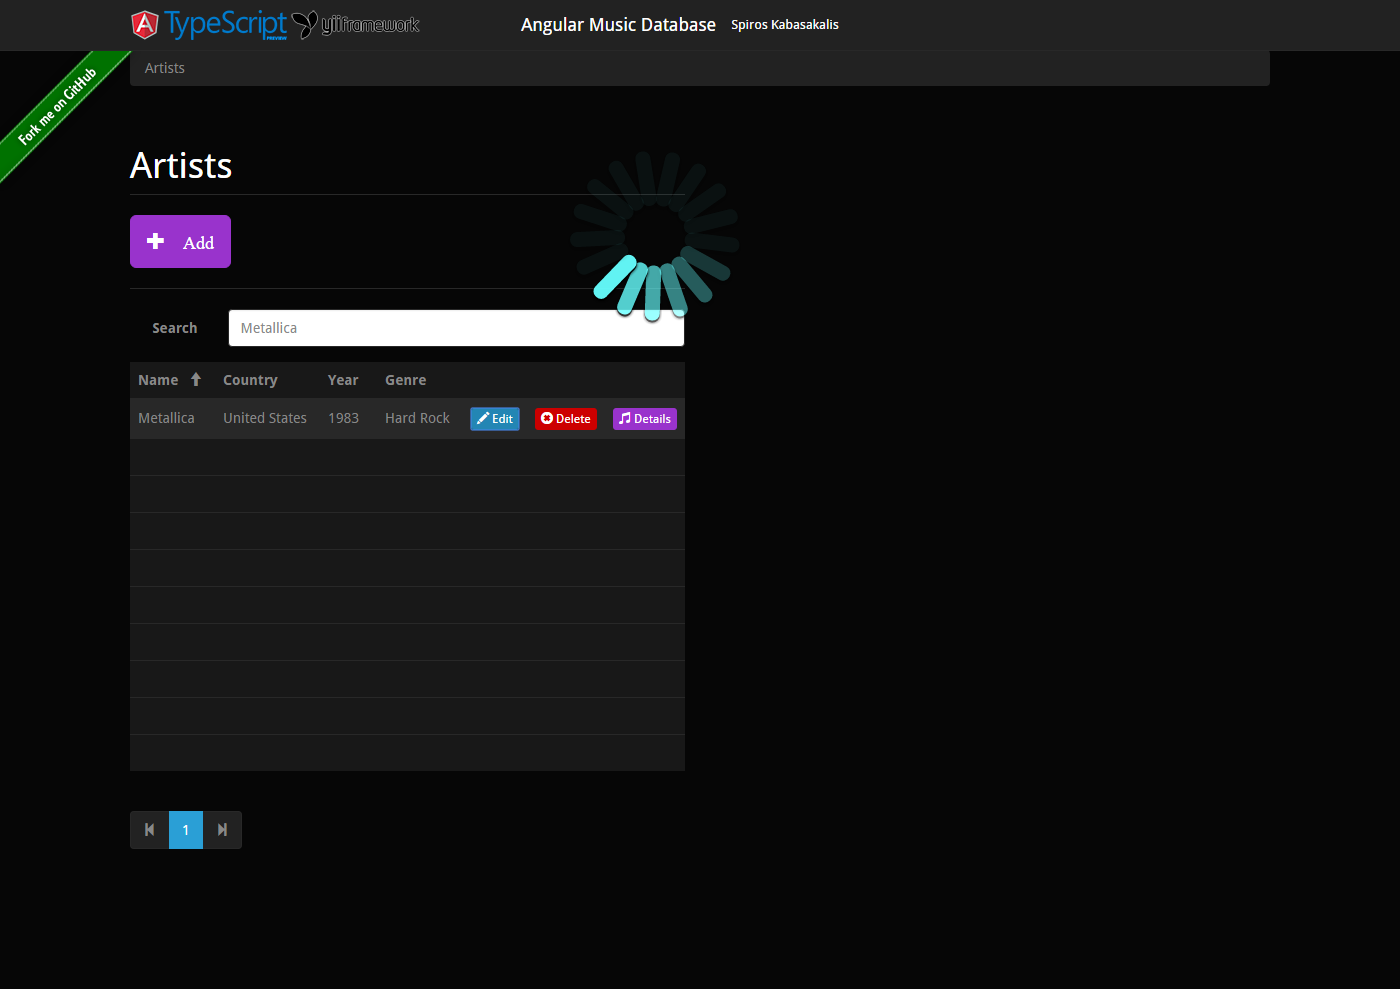 TypeScript
PREVIEW
yiiframework
Angular Music Database
Spiros Kabasakalis
Fork me on GitHub
Artists
Artists
Add
Search Metallica
Name Country Year Genre
Metallica United States 1983 Hard Rock Edit Delete Details
1